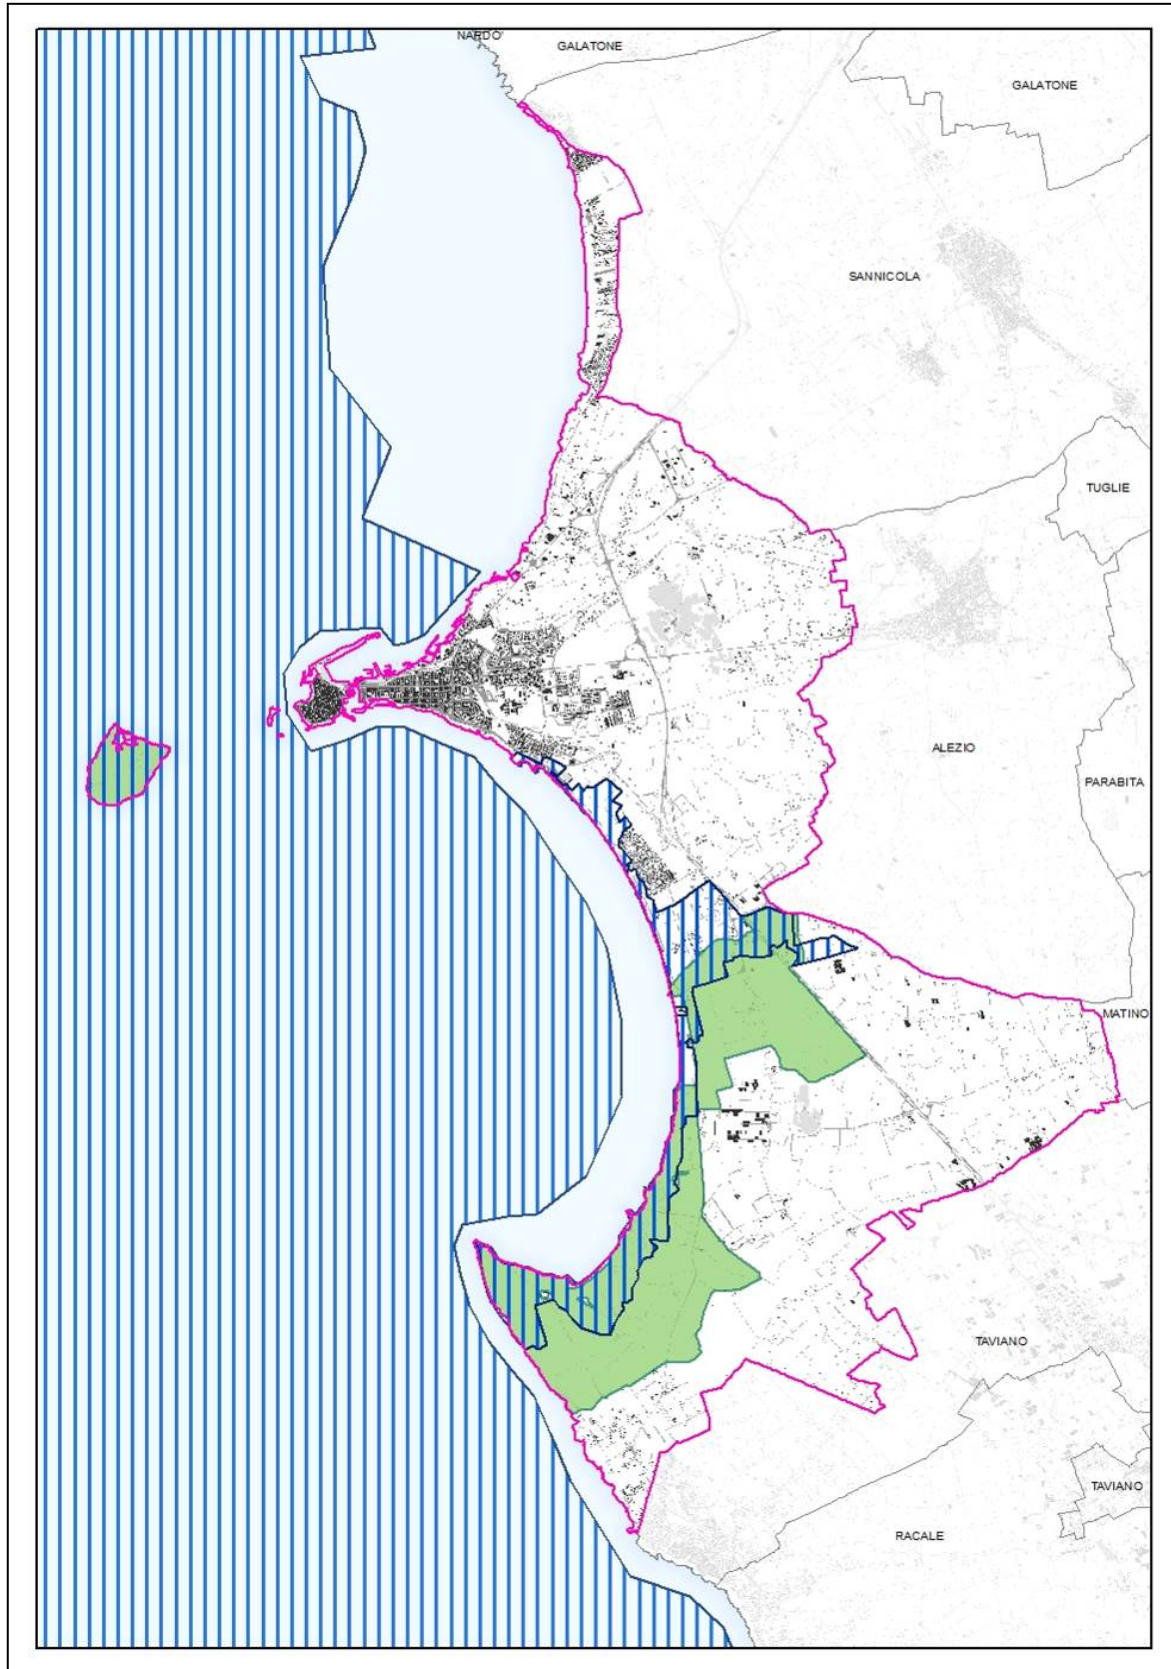 NARDO'
GALATONE
GALATONE
SANNICOLA
TUGLIE
ALEZIO
PARABITA
MATINO
TAVIANO
TAVIANO
RACALE